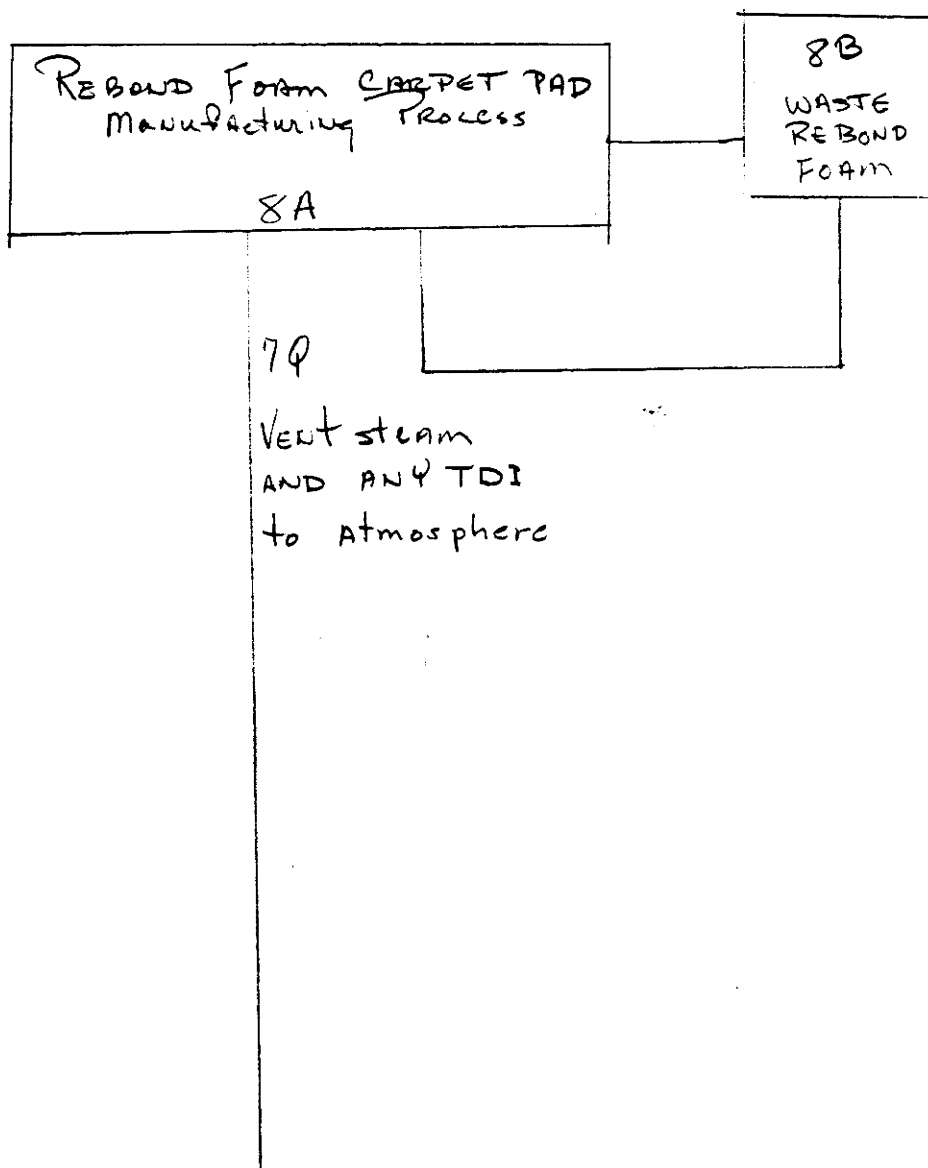 REBOND FOAM CARPET PAD
MANUFACTURING PROCESS
8A
8B
WASTE
REBOND
FOAM
7Q
VENT STEAM
AND ANY TDI
to Atmosphere